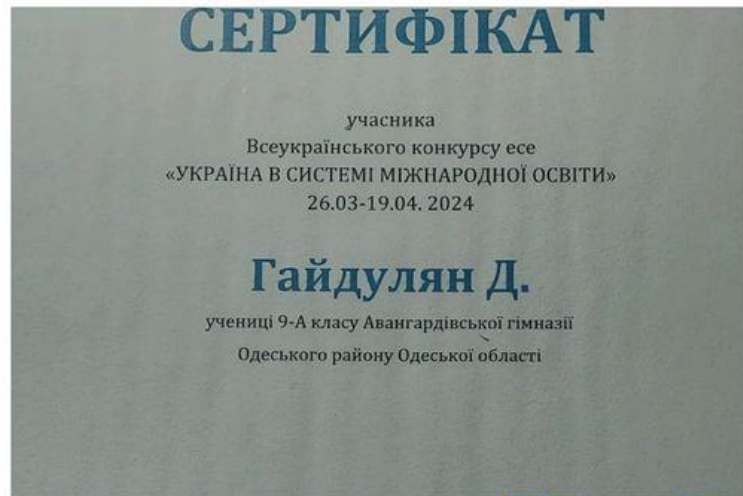 СЕРТИФІКАТ
учасника
Всеукраїнського конкурсу есе
«УКРАЇНА В СИСТЕМІ МІЖНАРОДНОЇ ОСВІТИ»
26.03-19.04. 2024
Гайдулян Д.
учениці 9-А класу Авангардівської гімназії
Одеського району Одеської області